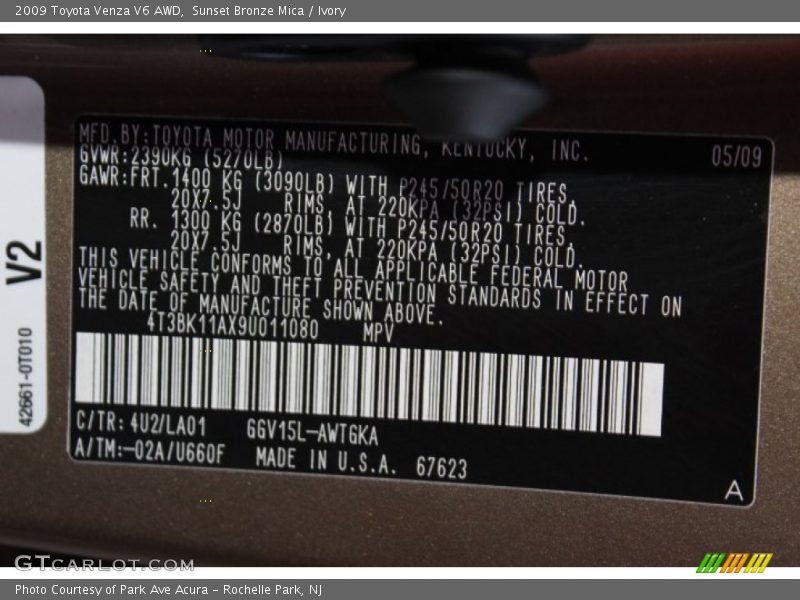 2009 Toyota Venza V6 AWD, Sunset Bronze Mica / Ivory
MFD.BY:TOYOTA MOTOR MANUFACTURING, KENTUCKY, INC. 05/09
GVWR:2390KG (5270LB)
GAWR:FRT.1400 KG (3090LB) WITH P245/50R20 TIRES,
20X7.5J RIMS, AT 220KPA (32PSI) COLD.
RR. 1300 KG (2870LB) WITH P245/50R20 TIRES,
20X7.5J RIMS, AT 220KPA (32PSI) COLD.
THIS VEHICLE CONFORMS TO ALL APPLICABLE FEDERAL MOTOR
VEHICLE SAFETY AND THEFT PREVENTION STANDARDS IN EFFECT ON
THE DATE OF MANUFACTURE SHOWN ABOVE.
4T3BK11AX9U011080 MPV
C/TR: 4U2/LA01 GGV15L-AWTGKA
A/TM:-02A/U660F MADE IN U.S.A. 67623
A
V2
42661-0T010
GTCARLOT.COM
Photo Courtesy of Park Ave Acura - Rochelle Park, NJ